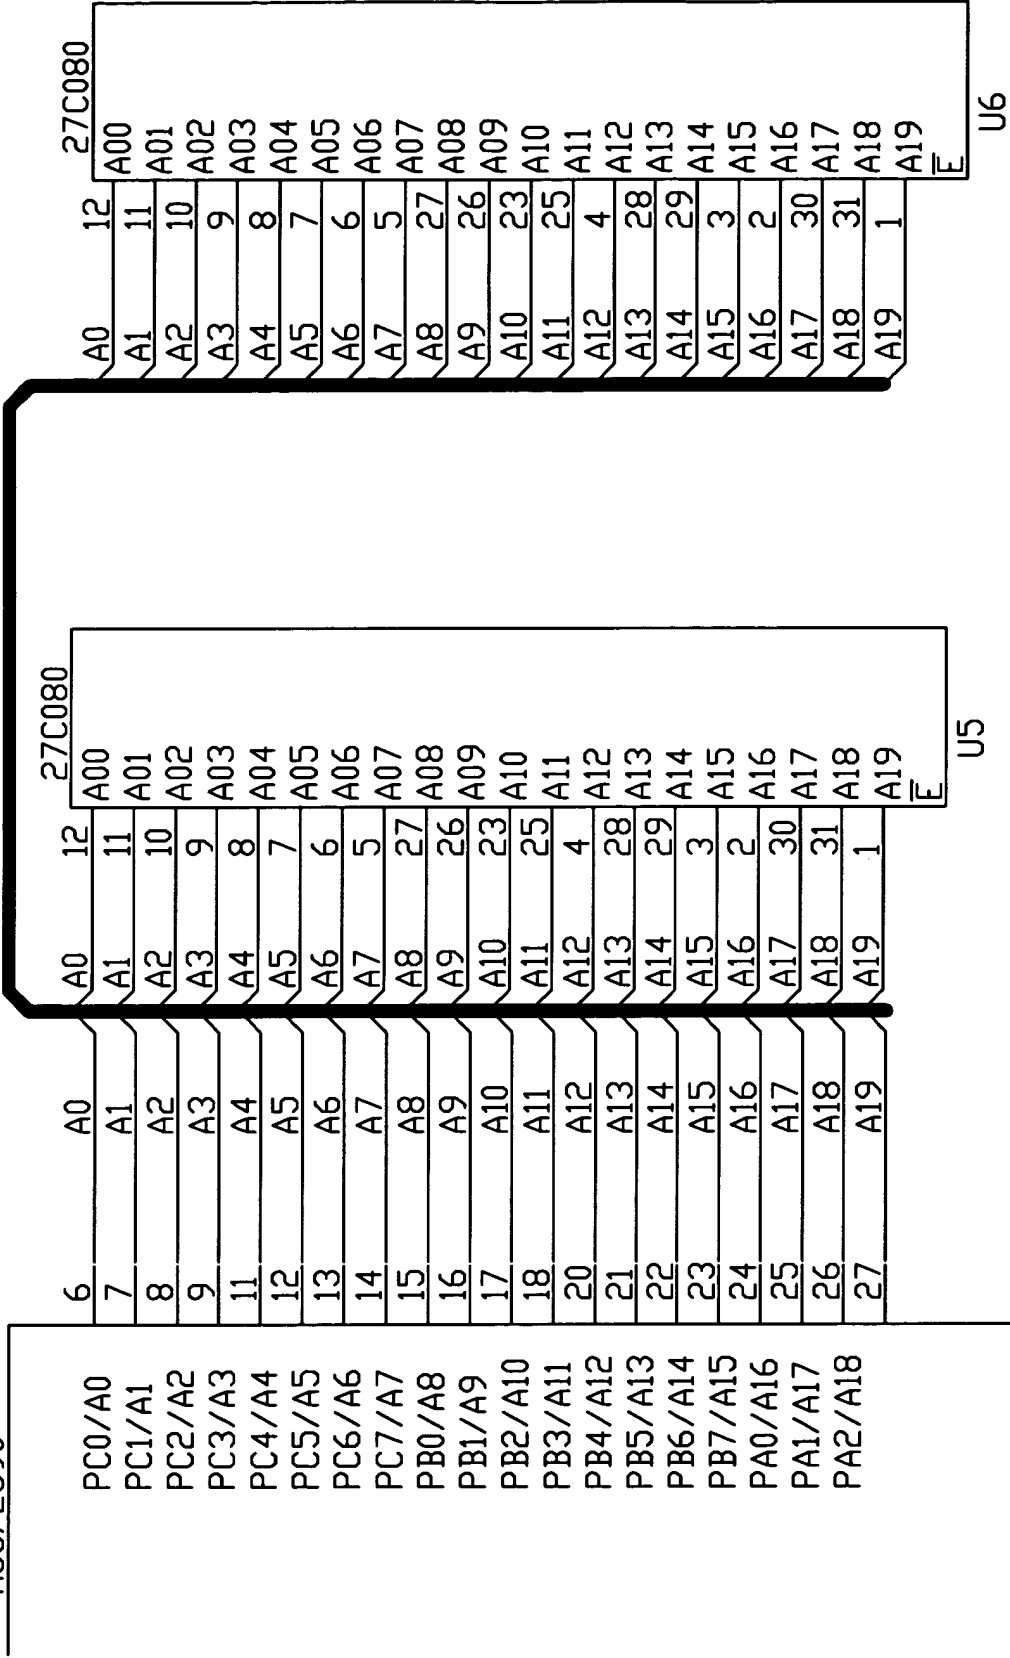 27C080
A0 12 A00
A1 11 A01
A2 10 A02
A3 9 A03
A4 8 A04
A5 7 A05
A6 6 A06
A7 5 A07
A8 27 A08
A9 26 A09
A10 23 A10
A11 25 A11
A12 4 A12
A13 28 A13
A14 29 A14
A15 3 A15
A16 2 A16
A17 30 A17
A18 31 A18
A19 1 A19
E
U6
27C080
A0 12 A00
A1 11 A01
A2 10 A02
A3 9 A03
A4 8 A04
A5 7 A05
A6 6 A06
A7 5 A07
A8 27 A08
A9 26 A09
A10 23 A10
A11 25 A11
A12 4 A12
A13 28 A13
A14 29 A14
A15 3 A15
A16 2 A16
A17 30 A17
A18 31 A18
A19 1 A19
E
U5
PC0/A0 6 A0
PC1/A1 7 A1
PC2/A2 8 A2
PC3/A3 9 A3
PC4/A4 11 A4
PC5/A5 12 A5
PC6/A6 13 A6
PC7/A7 14 A7
PB0/A8 15 A8
PB1/A9 16 A9
PB2/A10 17 A10
PB3/A11 18 A11
PB4/A12 20 A12
PB5/A13 21 A13
PB6/A14 22 A14
PB7/A15 23 A15
PA0/A16 24 A16
PA1/A17 25 A17
PA2/A18 26 A18
27 A19